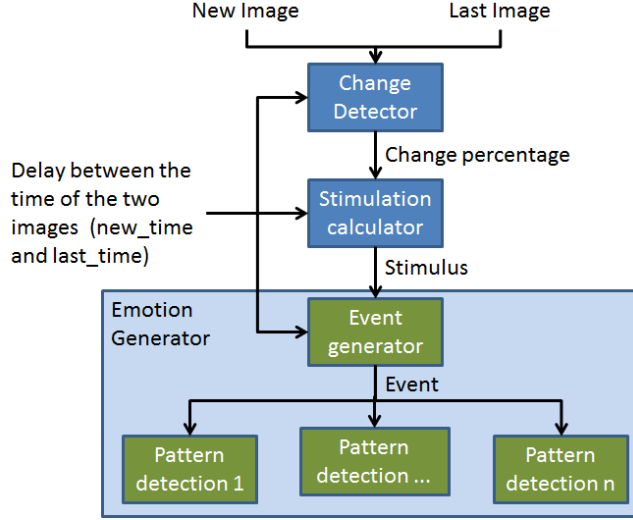 New Image
Last Image
Change
Detector
Change percentage
Delay between the
time of the two
images (new_time
and last_time)
Stimulation
calculator
Stimulus
Emotion
Generator
Event
generator
Event
Pattern
detection 1
Pattern
detection ...
Pattern
detection n